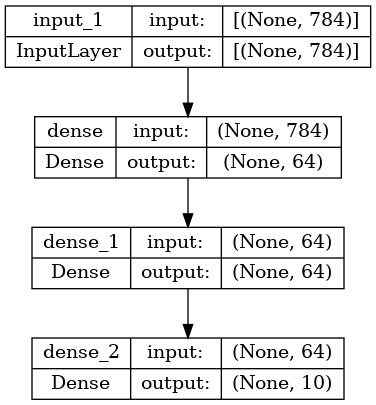 input_1 input: [(None, 784)]
InputLayer output: [(None, 784)]
dense input: (None, 784)
Dense output: (None, 64)
dense_1 input: (None, 64)
Dense output: (None, 64)
dense_2 input: (None, 64)
Dense output: (None, 10)